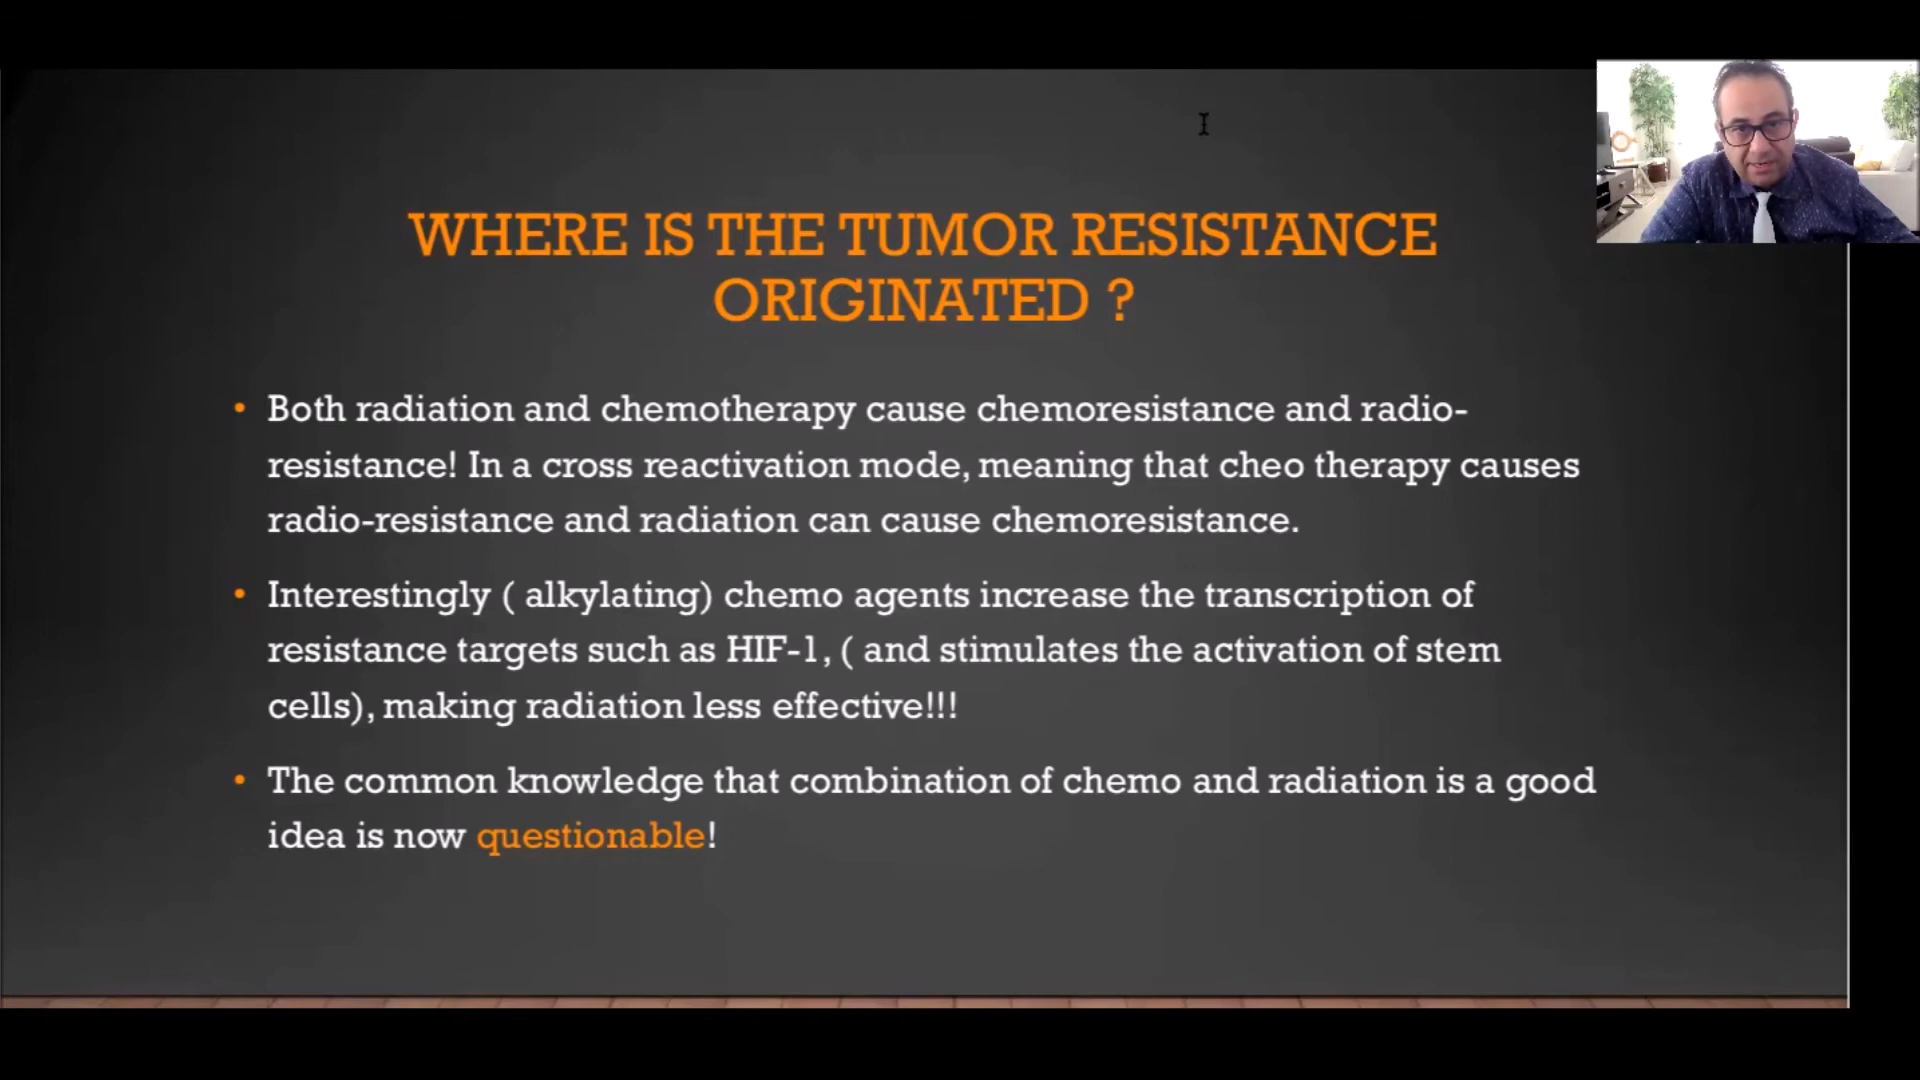 WHERE IS THE TUMOR RESISTANCE
ORIGINATED ?
• Both radiation and chemotherapy cause chemoresistance and radio-
resistance! In a cross reactivation mode, meaning that cheo therapy causes
radio-resistance and radiation can cause chemoresistance.
• Interestingly ( alkylating) chemo agents increase the transcription of
resistance targets such as HIF-1, ( and stimulates the activation of stem
cells), making radiation less effective!!!
• The common knowledge that combination of chemo and radiation is a good
idea is now questionable!